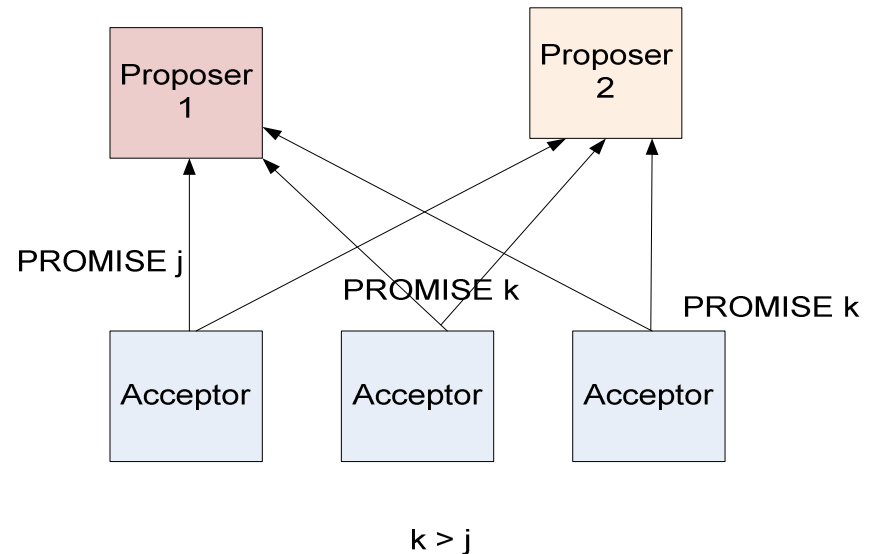 Proposer
1
Proposer
2
PROMISE j
PROMISE k
PROMISE k
Acceptor
Acceptor
Acceptor
k > j